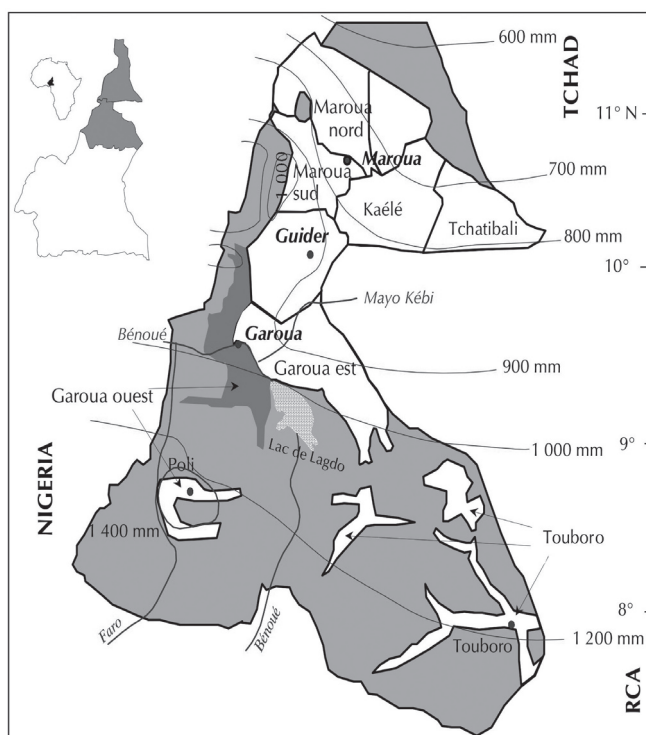 600 mm
TCHAD
11° N
Maroua
nord
Maroua
700 mm
1 000
Maroua
sud
Kaélé
Tchatibali
800 mm
Guider
10°
Mayo Kébi
Bénoué
Garoua
Garoua est
900 mm
Garoua ouest
Lac de Lagdo
1 000 mm
9°
NIGERIA
Poli
1 400 mm
Touboro
8°
Faro
Bénoué
Touboro
1 200 mm
RCA